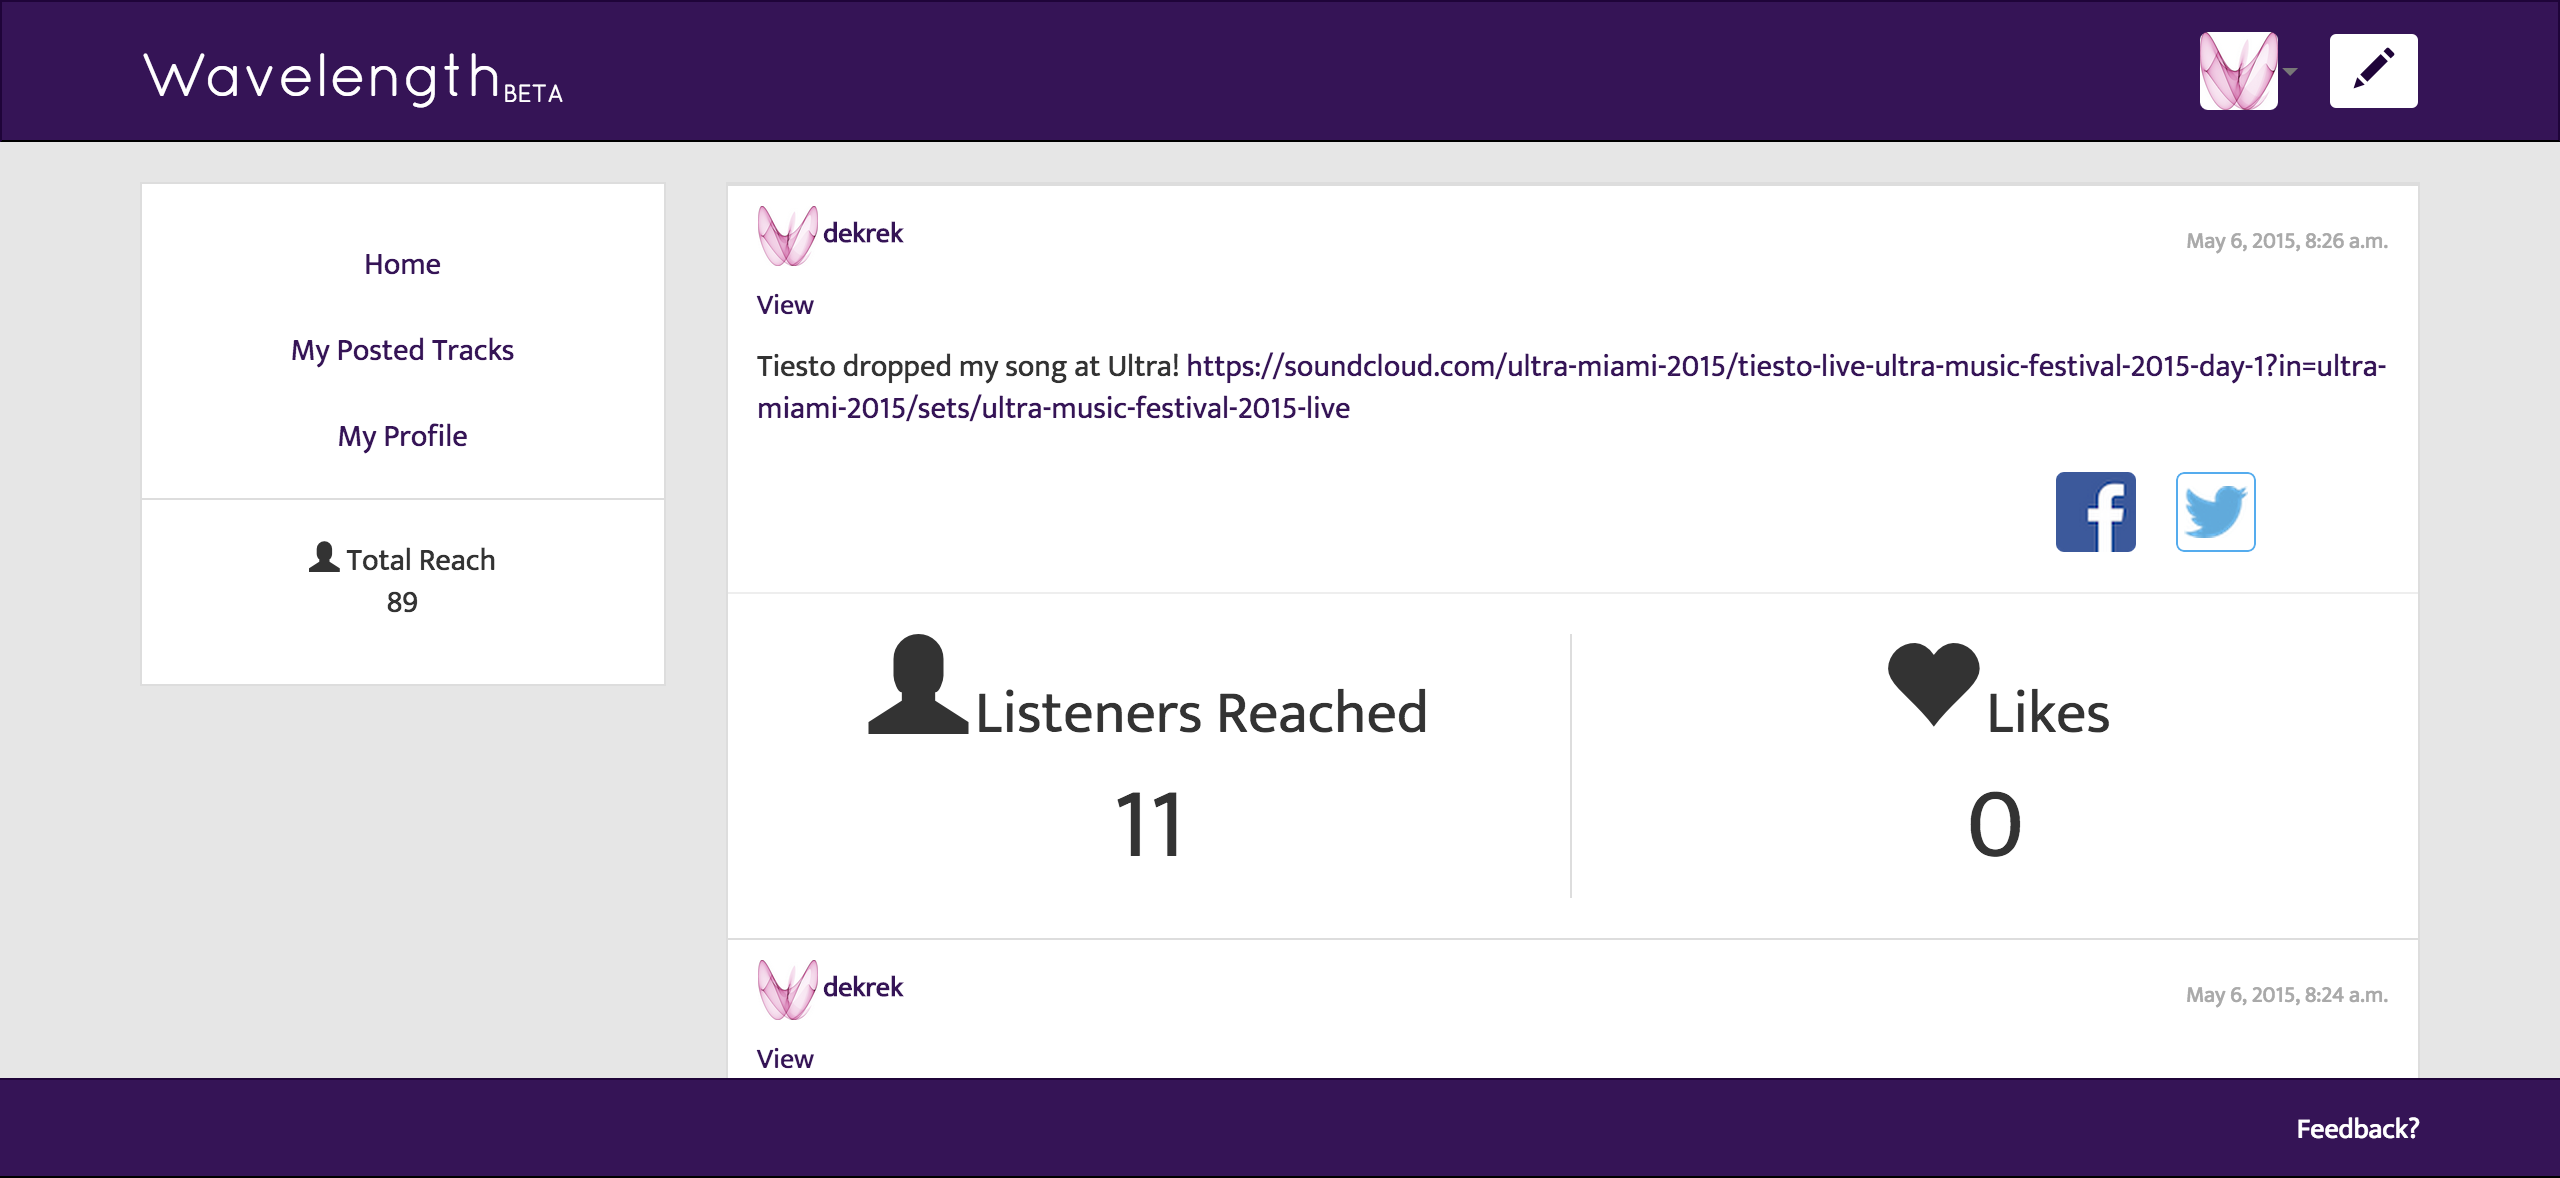 Wavelength BETA
Home
My Posted Tracks
My Profile
Total Reach
89
dekrek
May 6, 2015, 8:26 a.m.
View
Tiesto dropped my song at Ultra! https://soundcloud.com/ultra-miami-2015/tiesto-live-ultra-music-festival-2015-day-1?in=ultra-
miami-2015/sets/ultra-music-festival-2015-live
Listeners Reached
11
Likes
0
dekrek
May 6, 2015, 8:24 a.m.
View
Feedback?